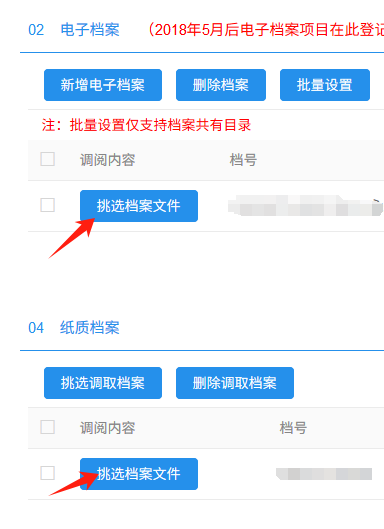 02 电子档案 （2018年5月后电子档案项目在此登记
新增电子档案 删除档案 批量设置
注：批量设置仅支持档案共有目录
调阅内容 档号
挑选档案文件
04 纸质档案
挑选调取档案 删除调取档案
调阅内容 档号
挑选档案文件